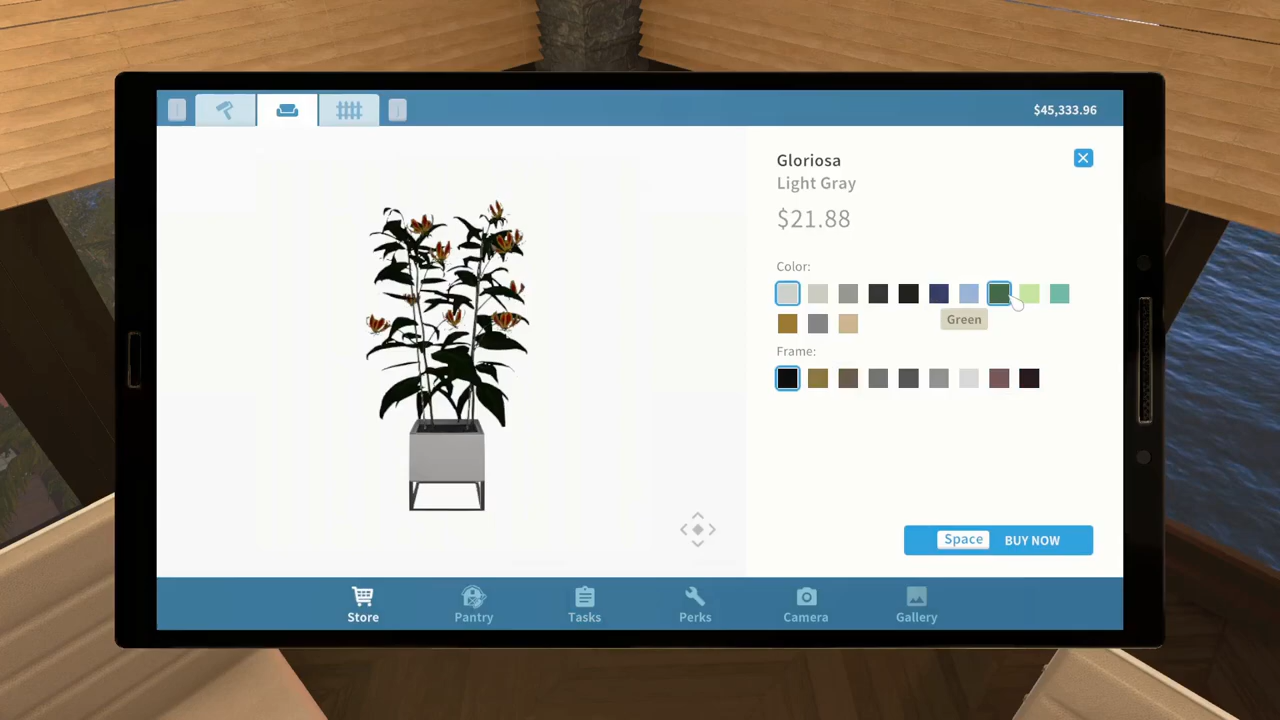 $45,333.96
Gloriosa
Light Gray
$21.88
Color:
Green
Frame:
Space BUY NOW
Store Pantry Tasks Perks Camera Gallery